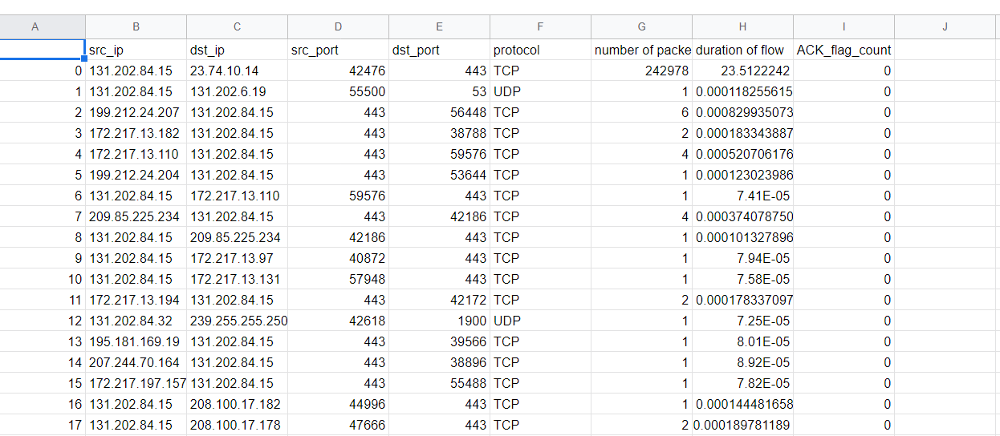 A B C D E F G H I J
src_ip dst_ip src_port dst_port protocol number of packe duration of flow ACK_flag_count
0 131.202.84.15 23.74.10.14 42476 443 TCP 242978 23.5122242 0
1 131.202.84.15 131.202.6.19 55500 53 UDP 1 0.000118255615 0
2 199.212.24.207 131.202.84.15 443 56448 TCP 6 0.000829935073 0
3 172.217.13.182 131.202.84.15 443 38788 TCP 2 0.000183343887 0
4 172.217.13.110 131.202.84.15 443 59576 TCP 4 0.000520706176 0
5 199.212.24.204 131.202.84.15 443 53644 TCP 1 0.000123023986 0
6 131.202.84.15 172.217.13.110 59576 443 TCP 1 7.41E-05 0
7 209.85.225.234 131.202.84.15 443 42186 TCP 4 0.000374078750 0
8 131.202.84.15 209.85.225.234 42186 443 TCP 1 0.000101327896 0
9 131.202.84.15 172.217.13.97 40872 443 TCP 1 7.94E-05 0
10 131.202.84.15 172.217.13.131 57948 443 TCP 1 7.58E-05 0
11 172.217.13.194 131.202.84.15 443 42172 TCP 2 0.000178337097 0
12 131.202.84.32 239.255.255.250 42618 1900 UDP 1 7.25E-05 0
13 195.181.169.19 131.202.84.15 443 39566 TCP 1 8.01E-05 0
14 207.244.70.164 131.202.84.15 443 38896 TCP 1 8.92E-05 0
15 172.217.197.157 131.202.84.15 443 55488 TCP 1 7.82E-05 0
16 131.202.84.15 208.100.17.182 44996 443 TCP 1 0.000144481658 0
17 131.202.84.15 208.100.17.178 47666 443 TCP 2 0.000189781189 0